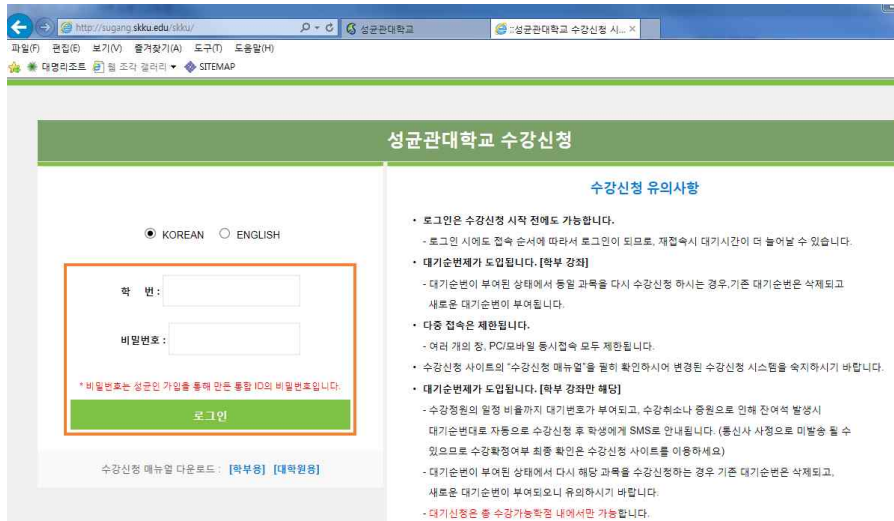 http://sugang.skku.edu/skku/
성균관대학교
::성균관대학교 수강신청 시...
파일(F) 편집(E) 보기(V) 즐겨찾기(A) 도구(T) 도움말(H)
대명리조트 웹 조각 갤러리 SITEMAP
성균관대학교 수강신청
KOREAN ENGLISH
학 번 :
비밀번호 :
* 비밀번호는 성균인 가입을 통해 만든 통합 ID의 비밀번호입니다.
로그인
수강신청 매뉴얼 다운로드 : [학부용] [대학원용]
수강신청 유의사항
• 로그인은 수강신청 시작 전에도 가능합니다.
- 로그인 시에도 접속 순서에 따라서 로그인이 되므로, 재접속시 대기시간이 더 늘어날 수 있습니다.
• 대기순번제가 도입됩니다. [학부 강좌]
- 대기순번이 부여된 상태에서 동일 과목을 다시 수강신청 하시는 경우,기존 대기순번은 삭제되고
새로운 대기순번이 부여됩니다.
• 다중 접속은 제한됩니다.
- 여러 개의 창, PC/모바일 동시접속 모두 제한됩니다.
• 수강신청 사이트의 "수강신청 매뉴얼"을 필히 확인하시어 변경된 수강신청 시스템을 숙지하시기 바랍니다.
• 대기순번제가 도입됩니다. [학부 강좌만 해당]
- 수강정원의 일정 비율까지 대기번호가 부여되고, 수강취소나 증원으로 인해 잔여석 발생시
대기순번대로 자동으로 수강신청 후 학생에게 SMS로 안내됩니다. (통신사 사정으로 미발송 될 수
있으므로 수강확정여부 최종 확인은 수강신청 사이트를 이용하세요)
- 대기순번이 부여된 상태에서 다시 해당 과목을 수강신청하는 경우 기존 대기순번은 삭제되고,
새로운 대기순번이 부여되오니 유의하시기 바랍니다.
- 대기신청은 총 수강가능학점 내에서만 가능합니다.